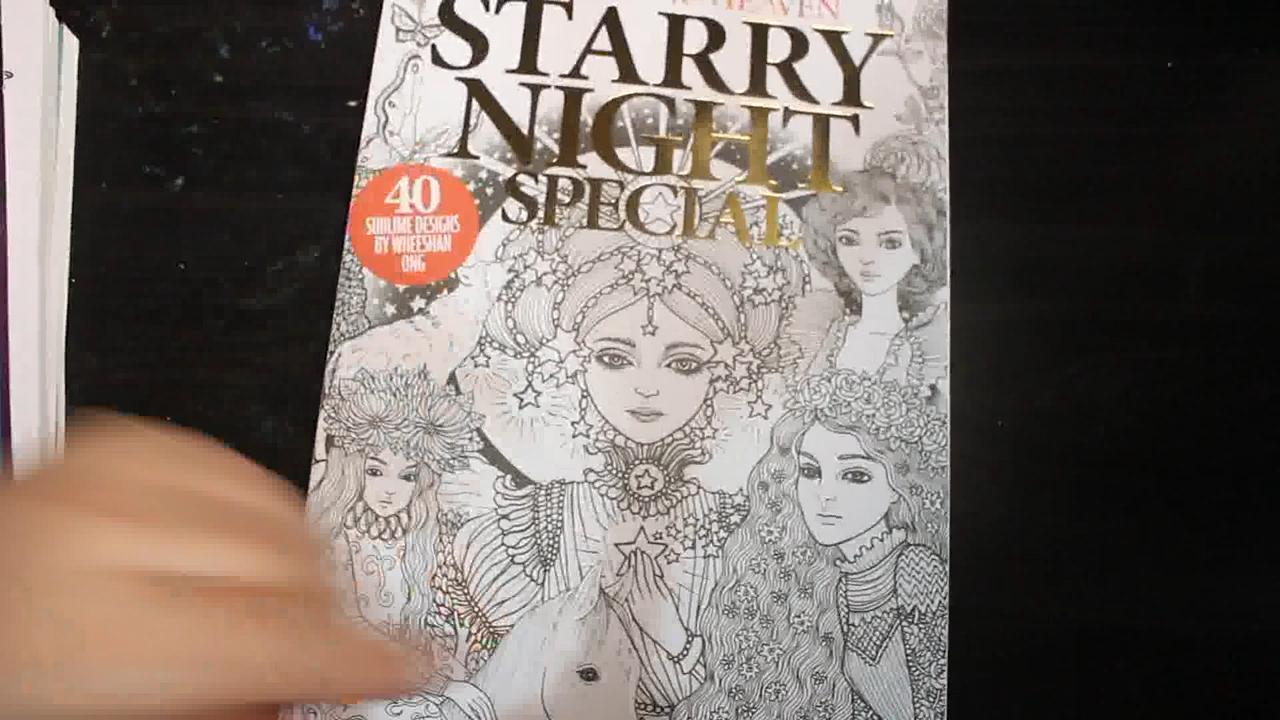 STARRY
NIGHT
SPECIAL
40
SUBLIME DESIGNS
BY WHEESHAN
ONG